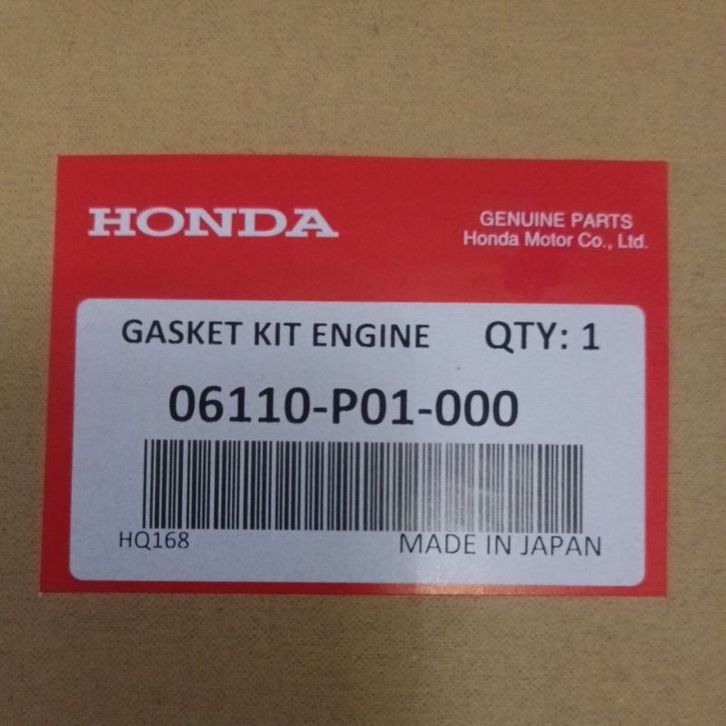 HONDA
GENUINE PARTS
Honda Motor Co., Ltd.
GASKET KIT ENGINE QTY: 1
06110-P01-000
HQ168 MADE IN JAPAN